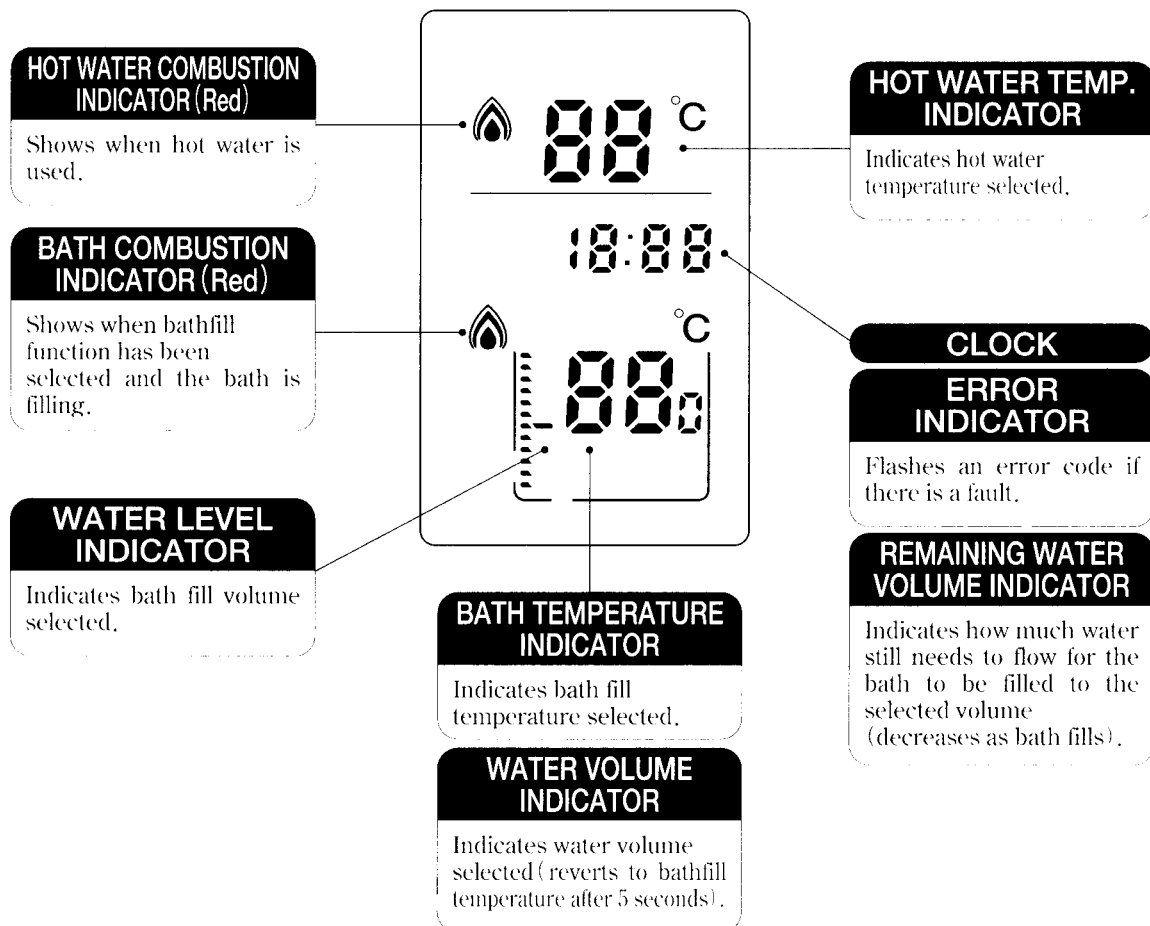 HOT WATER COMBUSTION
INDICATOR (Red)
Shows when hot water is
used.
BATH COMBUSTION
INDICATOR (Red)
Shows when bathfill
function has been
selected and the bath is
filling.
WATER LEVEL
INDICATOR
Indicates bath fill volume
selected.
88 °C
18:88
°C
880
BATH TEMPERATURE
INDICATOR
Indicates bath fill
temperature selected.
WATER VOLUME
INDICATOR
Indicates water volume
selected (reverts to bathfill
temperature after 5 seconds).
HOT WATER TEMP.
INDICATOR
Indicates hot water
temperature selected.
CLOCK
ERROR
INDICATOR
Flashes an error code if
there is a fault.
REMAINING WATER
VOLUME INDICATOR
Indicates how much water
still needs to flow for the
bath to be filled to the
selected volume
(decreases as bath fills).